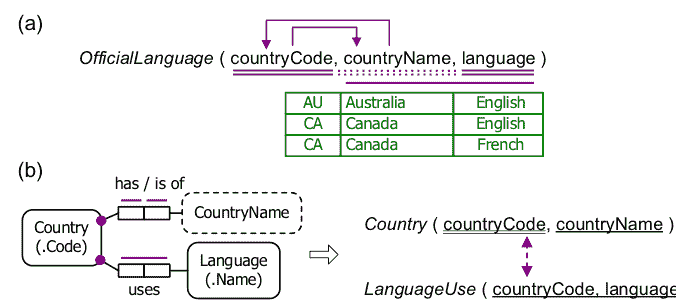 (a)
OfficialLanguage ( countryCode, countryName, language )
AU Australia English
CA Canada English
CA Canada French
(b)
has / is of
CountryName
Country
(.Code)
Country ( countryCode, countryName )
Language
(.Name)
uses
LanguageUse ( countryCode, language